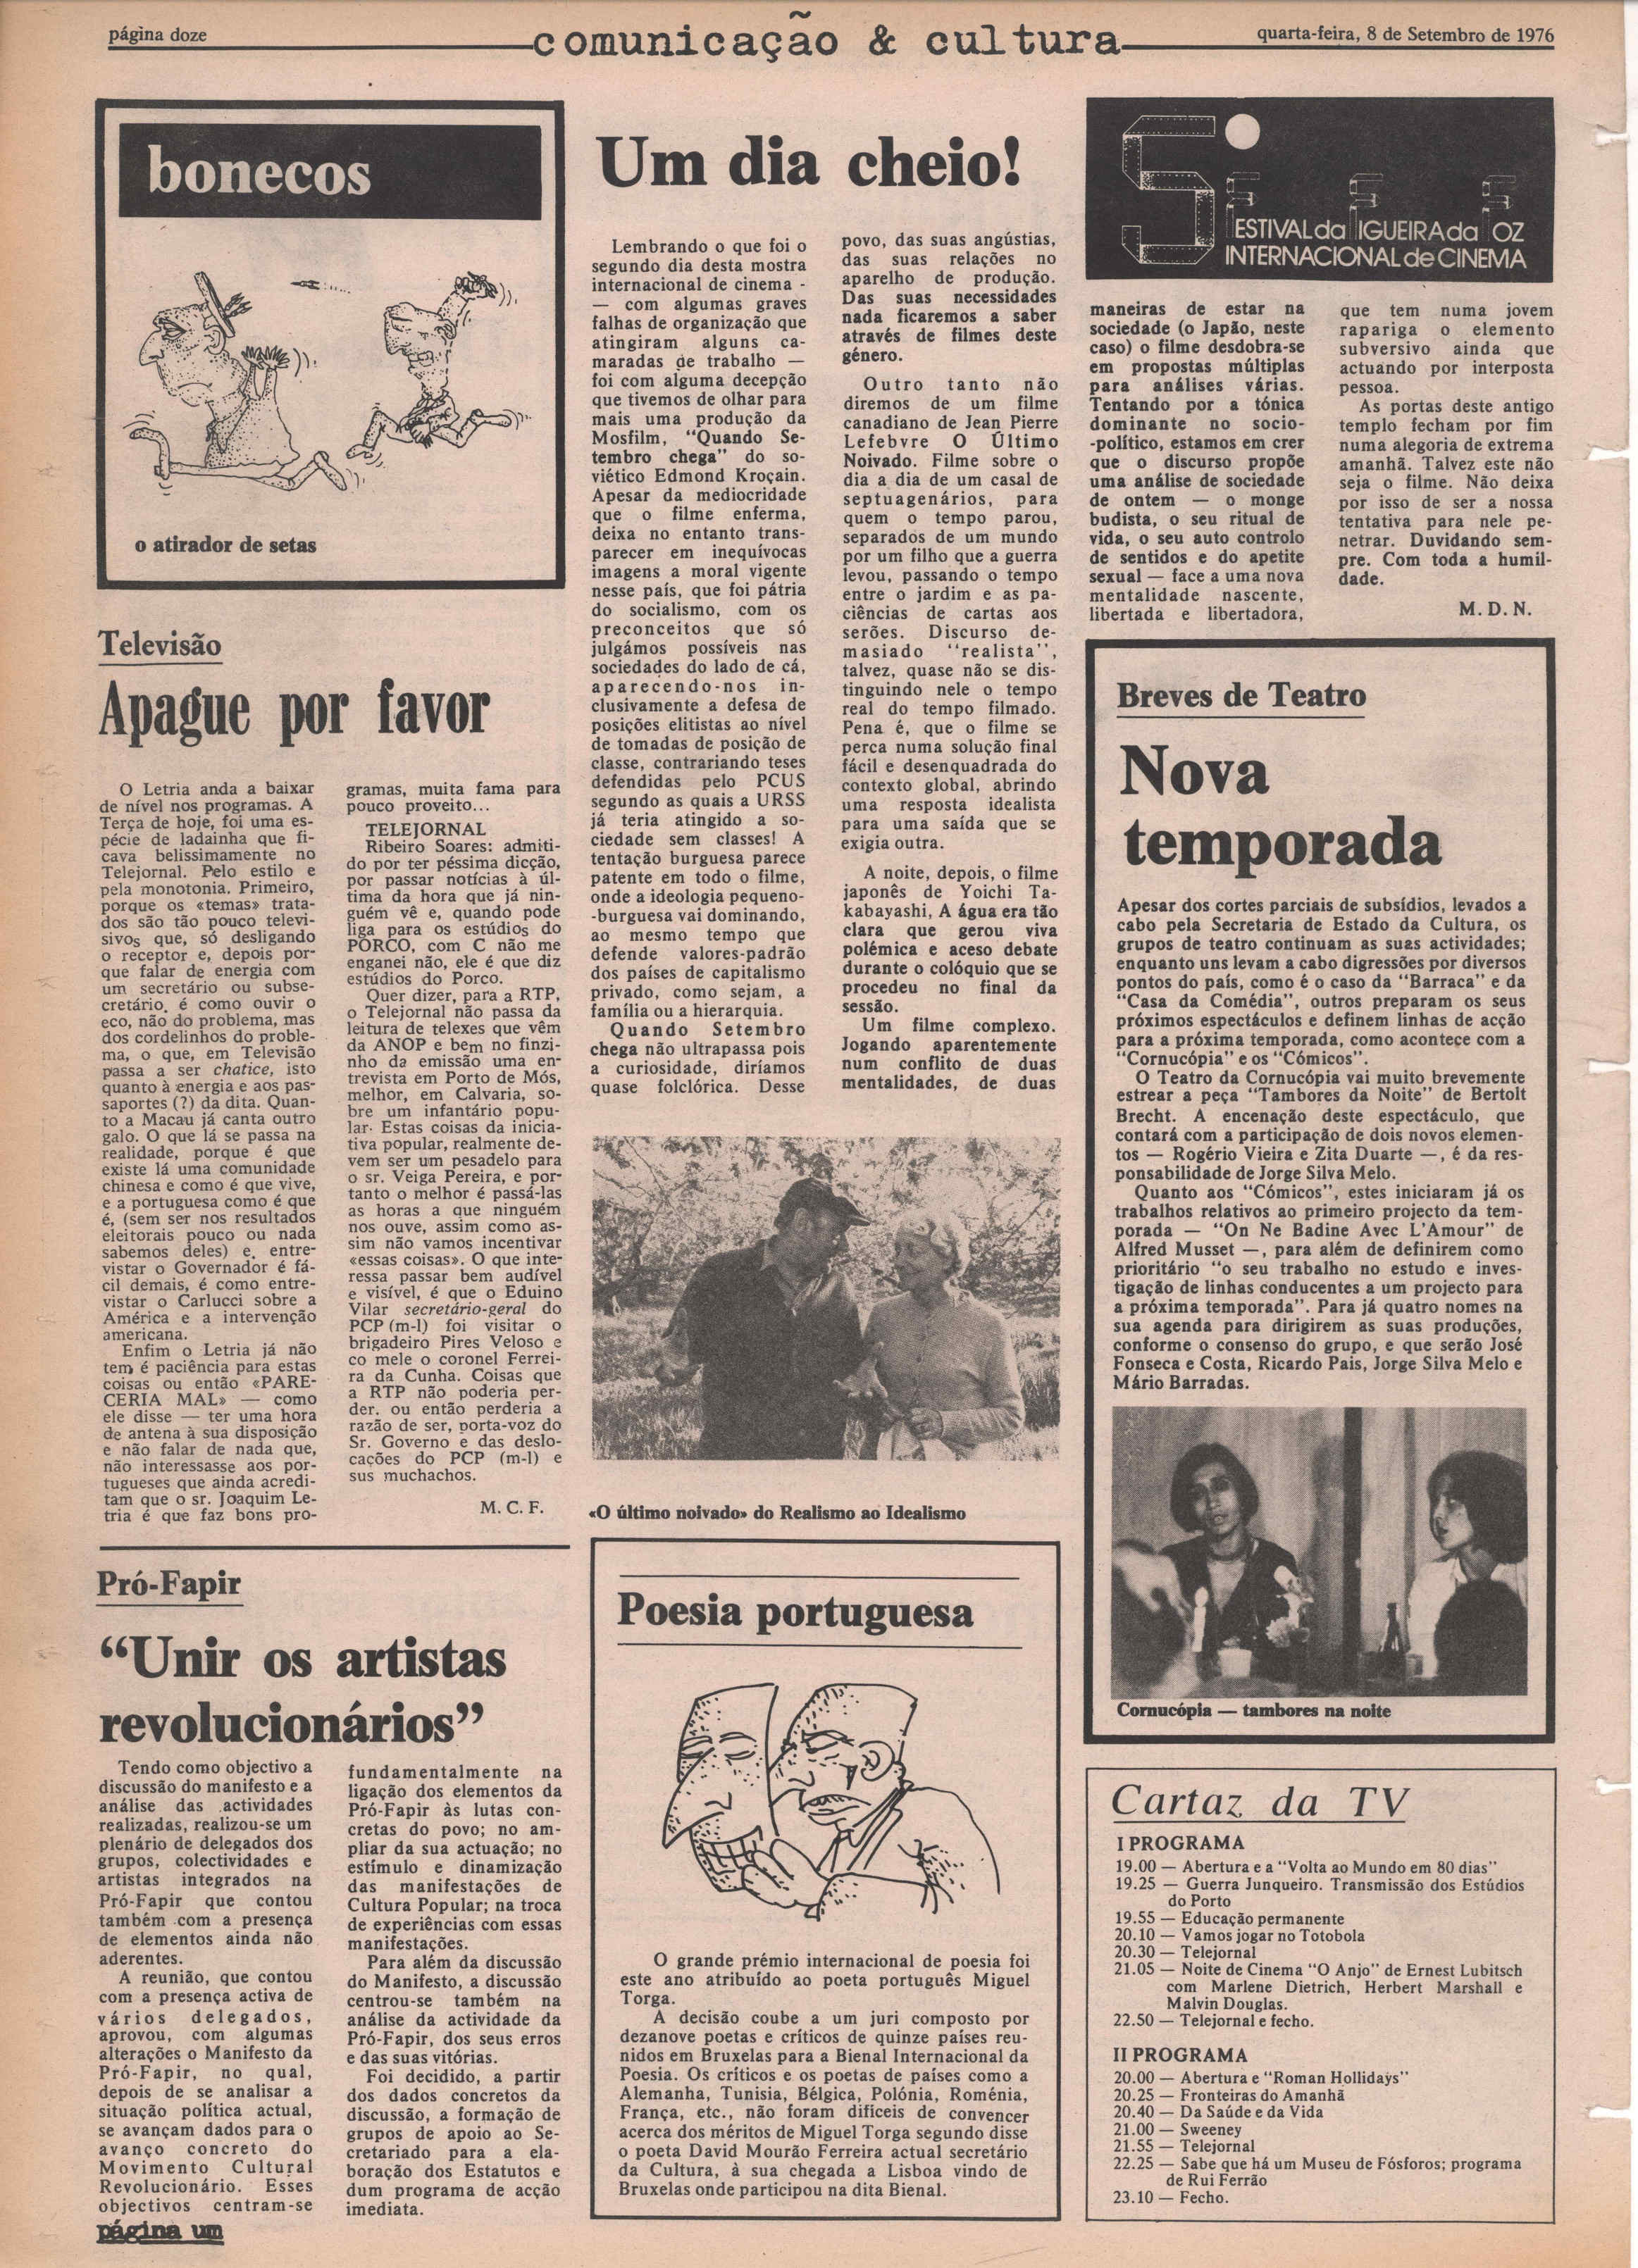 página doze
comunicação & cultura
quarta-feira, 8 de Setembro de 1976
bonecos
o atirador de setas
Televisão
Apague por favor
O Letria anda a baixar
de nível nos programas. A
Terça de hoje, foi uma es-
pécie de ladainha que fi-
cava belissimamente no
Telejornal. Pelo estilo e
pela monotonia. Primeiro,
porque os «temas» trata-
dos são tão pouco televi-
sivos que, só desligando
o receptor e, depois por-
que falar de energia com
um secretário ou subse-
cretário, é como ouvir o
eco, não do problema, mas
dos cordelinhos do proble-
ma, o que, em Televisão
passa a ser chatice, isto
quanto à energia e aos pas-
saportes (?) da dita. Quan-
to a Macau já canta outro
galo. O que lá se passa na
realidade, porque é que
existe lá uma comunidade
chinesa e como é que vive,
e a portuguesa como é que
é, (sem ser nos resultados
eleitorais pouco ou nada
sabemos deles) e, entre-
vistar o Governador é fá-
cil demais, é como entre-
vistar o Carlucci sobre a
América e a intervenção
americana.
Enfim o Letria já não
tem é paciência para estas
coisas ou então «PARE-
CERIA MAL» — como
ele disse — ter uma hora
de antena à sua disposição
e não falar de nada que,
não interessasse aos por-
tugueses que ainda acredi-
tam que o sr. Joaquim Le-
tria é que faz bons pro-
gramas, muita fama para
pouco proveito...
TELEJORNAL
Ribeiro Soares: admiti-
do por ter péssima dicção,
por passar notícias à úl-
tima da hora que já nin-
guém vê e, quando pode
liga para os estúdios do
PORCO, com C não me
enganei não, ele é que diz
estúdios do Porco.
Quer dizer, para a RTP,
o Telejornal não passa da
leitura de telexes que vêm
da ANOP e bem no finzi-
nho da emissão uma en-
trevista em Porto de Mós,
melhor, em Calvaria, so-
bre um infantário popu-
lar. Estas coisas da inicia-
tiva popular, realmente de-
vem ser um pesadelo para
o sr. Veiga Pereira, e por-
tanto o melhor é passá-las
as horas a que ninguém
nos ouve, assim como as-
sim não vamos incentivar
«essas coisas». O que inte-
ressa passar bem audível
e visível, é que o Eduino
Vilar secretário-geral do
PCP (m-l) foi visitar o
brigadeiro Pires Veloso e
co mele o coronel Ferrei-
ra da Cunha. Coisas que
a RTP não poderia per-
der, ou então perderia a
razão de ser, porta-voz do
Sr. Governo e das deslo-
cações do PCP (m-l) e
sus muchachos.
M. C. F.
Pró-Fapir
“Unir os artistas
revolucionários”
Tendo como objectivo a
discussão do manifesto e a
análise das actividades
realizadas, realizou-se um
plenário de delegados dos
grupos, colectividades e
artistas integrados na
Pró-Fapir que contou
também com a presença
de elementos ainda não
aderentes.
A reunião, que contou
com a presença activa de
vários delegados,
aprovou, com algumas
alterações o Manifesto da
Pró-Fapir, no qual,
depois de se analisar a
situação política actual,
se avançam dados para o
avanço concreto do
Movimento Cultural
Revolucionário. Esses
objectivos centram-se
fundamentalmente na
ligação dos elementos da
Pró-Fapir às lutas con-
cretas do povo; no am-
pliar da sua actuação; no
estímulo e dinamização
das manifestações de
Cultura Popular; na troca
de experiências com essas
manifestações.
Para além da discussão
do Manifesto, a discussão
centrou-se também na
análise da actividade da
Pró-Fapir, dos seus erros
e das suas vitórias.
Foi decidido, a partir
dos dados concretos da
discussão, a formação de
grupos de apoio ao Se-
cretariado para a ela-
boração dos Estatutos e
dum programa de acção
imediata.
página um
Um dia cheio!
Lembrando o que foi o
segundo dia desta mostra
internacional de cinema -
— com algumas graves
falhas de organização que
atingiram alguns ca-
maradas de trabalho —
foi com alguma decepção
que tivemos de olhar para
mais uma produção da
Mosfilm, “Quando Se-
tembro chega” do so-
viético Edmond Kroçain.
Apesar da mediocridade
que o filme enferma,
deixa no entanto trans-
parecer em inequívocas
imagens a moral vigente
nesse país, que foi pátria
do socialismo, com os
preconceitos que só
julgámos possíveis nas
sociedades do lado de cá,
aparecendo-nos in-
clusivamente a defesa de
posições elitistas ao nível
de tomadas de posição de
classe, contrariando teses
defendidas pelo PCUS
segundo as quais a URSS
já teria atingido a so-
ciedade sem classes! A
tentação burguesa parece
patente em todo o filme,
onde a ideologia pequeno-
-burguesa vai dominando,
ao mesmo tempo que
defende valores-padrão
dos países de capitalismo
privado, como sejam, a
família ou a hierarquia.
Quando Setembro
chega não ultrapassa pois
a curiosidade, diríamos
quase folclórica. Desse
povo, das suas angústias,
das suas relações no
aparelho de produção.
Das suas necessidades
nada ficaremos a saber
através de filmes deste
género.
Outro tanto não
diremos de um filme
canadiano de Jean Pierre
Lefebvre O Último
Noivado. Filme sobre o
dia a dia de um casal de
septuagenários, para
quem o tempo parou,
separados de um mundo
por um filho que a guerra
levou, passando o tempo
entre o jardim e as pa-
ciências de cartas aos
serões. Discurso de-
masiado “realista”,
talvez, quase não se dis-
tinguindo nele o tempo
real do tempo filmado.
Pena é, que o filme se
perca numa solução final
fácil e desenquadrada do
contexto global, abrindo
uma resposta idealista
para uma saída que se
exigia outra.
A noite, depois, o filme
japonês de Yoichi Ta-
kabayashi, A água era tão
clara que gerou viva
polémica e aceso debate
durante o colóquio que se
procedeu no final da
sessão.
Um filme complexo.
Jogando aparentemente
num conflito de duas
mentalidades, de duas
5
FESTIVAL da FIGUEIRA da FOZ
INTERNACIONAL de CINEMA
maneiras de estar na
sociedade (o Japão, neste
caso) o filme desdobra-se
em propostas múltiplas
para análises várias.
Tentando por a tónica
dominante no socio-
-político, estamos em crer
que o discurso propõe
uma análise de sociedade
de ontem — o monge
budista, o seu ritual de
vida, o seu auto controlo
de sentidos e do apetite
sexual — face a uma nova
mentalidade nascente,
libertada e libertadora,
que tem numa jovem
rapariga o elemento
subversivo ainda que
actuando por interposta
pessoa.
As portas deste antigo
templo fecham por fim
numa alegoria de extrema
amanhã. Talvez este não
seja o filme. Não deixa
por isso de ser a nossa
tentativa para nele pe-
netrar. Duvidando sem-
pre. Com toda a humil-
dade.
M. D. N.
«O último noivado» do Realismo ao Idealismo
Poesia portuguesa
O grande prémio internacional de poesia foi
este ano atribuído ao poeta português Miguel
Torga.
A decisão coube a um juri composto por
dezanove poetas e críticos de quinze países reu-
nidos em Bruxelas para a Bienal Internacional da
Poesia. Os críticos e os poetas de países como a
Alemanha, Tunisia, Bélgica, Polónia, Roménia,
França, etc., não foram difíceis de convencer
acerca dos méritos de Miguel Torga segundo disse
o poeta David Mourão Ferreira actual secretário
da Cultura, à sua chegada a Lisboa vindo de
Bruxelas onde participou na dita Bienal.
Breves de Teatro
Nova
temporada
Apesar dos cortes parciais de subsídios, levados a
cabo pela Secretaria de Estado da Cultura, os
grupos de teatro continuam as suas actividades;
enquanto uns levam a cabo digressões por diversos
pontos do país, como é o caso da “Barraca” e da
“Casa da Comédia”, outros preparam os seus
próximos espectáculos e definem linhas de acção
para a próxima temporada, como acontece com a
“Cornucópia” e os “Cómicos”.
O Teatro da Cornucópia vai muito brevemente
estrear a peça “Tambores da Noite” de Bertolt
Brecht. A encenação deste espectáculo, que
contará com a participação de dois novos elemen-
tos — Rogério Vieira e Zita Duarte —, é da res-
ponsabilidade de Jorge Silva Melo.
Quanto aos “Cómicos”, estes iniciaram já os
trabalhos relativos ao primeiro projecto da tem-
porada — “On Ne Badine Avec L'Amour” de
Alfred Musset —, para além de definirem como
prioritário “o seu trabalho no estudo e inves-
tigação de linhas conducentes a um projecto para
a próxima temporada”. Para já quatro nomes na
sua agenda para dirigirem as suas produções,
conforme o consenso do grupo, e que serão José
Fonseca e Costa, Ricardo Pais, Jorge Silva Melo e
Mário Barradas.
Cornucópia — tambores na noite
Cartaz da TV
I PROGRAMA
19.00 — Abertura e a “Volta ao Mundo em 80 dias”
19.25 — Guerra Junqueiro. Transmissão dos Estúdios
do Porto
19.55 — Educação permanente
20.10 — Vamos jogar no Totobola
20.30 — Telejornal
21.05 — Noite de Cinema “O Anjo” de Ernest Lubitsch
com Marlene Dietrich, Herbert Marshall e
Malvin Douglas.
22.50 — Telejornal e fecho.
II PROGRAMA
20.00 — Abertura e “Roman Hollidays”
20.25 — Fronteiras do Amanhã
20.40 — Da Saúde e da Vida
21.00 — Sweeney
21.55 — Telejornal
22.25 — Sabe que há um Museu de Fósforos; programa
de Rui Ferrão
23.10 — Fecho.